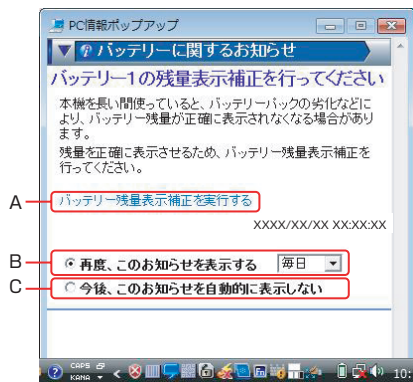 PC情報ポップアップ
バッテリーに関するお知らせ
バッテリー1の残量表示補正を行ってください
本機を長い間使っていると、バッテリーパックの劣化などに
より、バッテリー残量が正確に表示されなくなる場合があり
ます。
残量を正確に表示させるため、バッテリー残量表示補正を
行ってください。
A
バッテリー残量表示補正を実行する
XXXX/XX/XX XX:XX:XX
B
再度、このお知らせを表示する 毎日
C
今後、このお知らせを自動的に表示しない
CAPS
KANA
10: